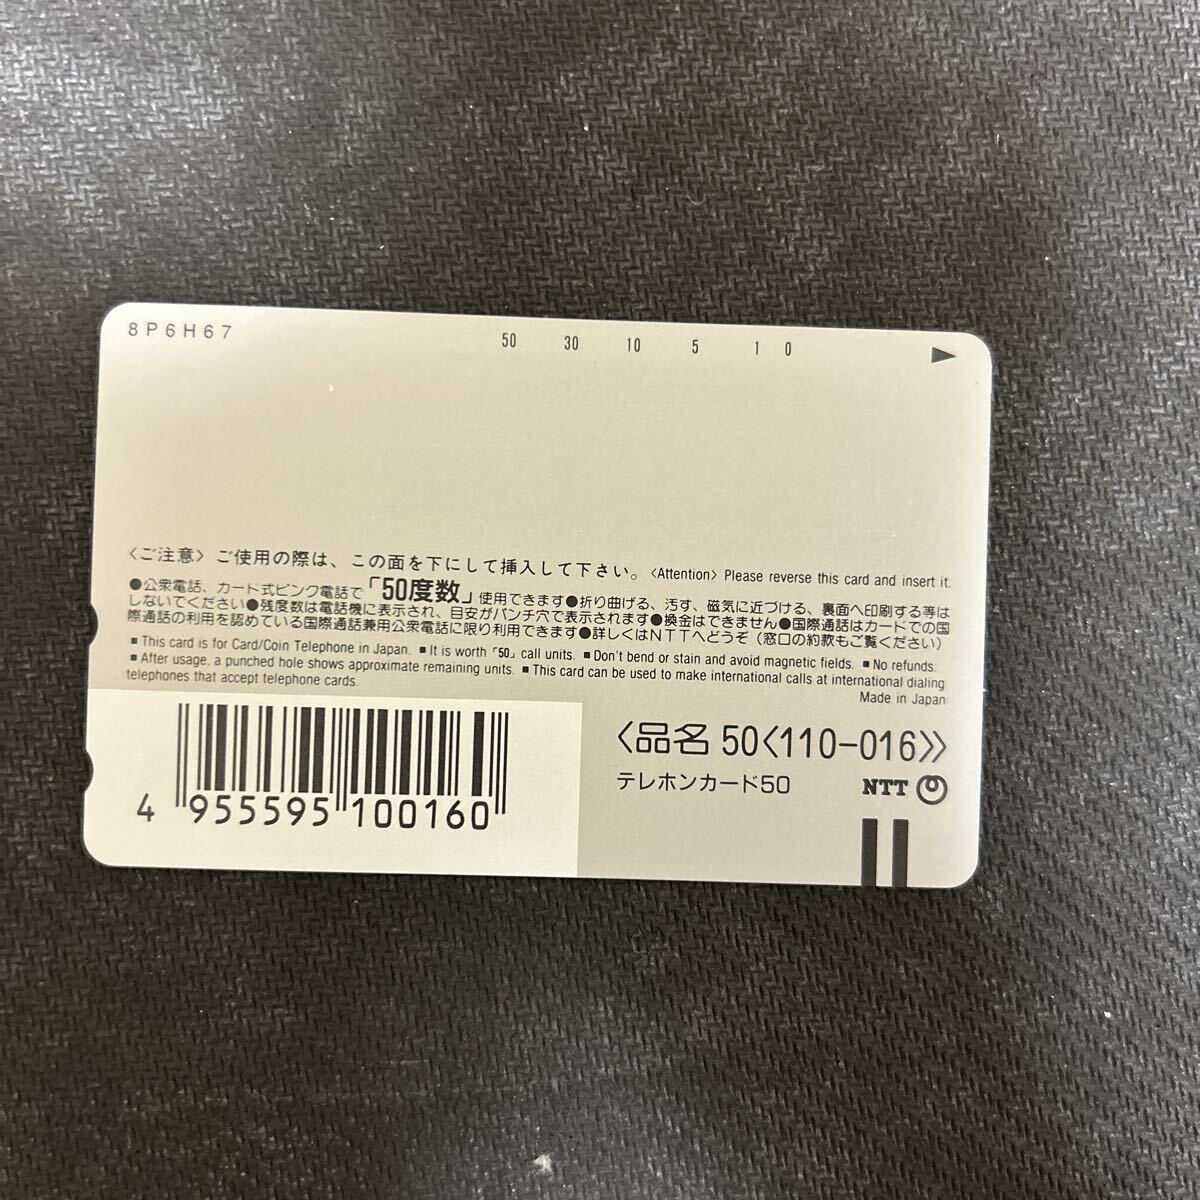 8P6H67
50 30 10 5 1 0
〈ご注意〉ご使用の際は、この面を下にして挿入して下さい。〈Attention〉Please reverse this card and insert it.
●公衆電話、カード式ピンク電話で「50度数」使用できます●折り曲げる、汚す、磁気に近づける、裏面へ印刷する等は
しないでください●残度数は電話機に表示され、目安がパンチ穴で表示されます●換金はできません●国際通話はカードでの国
際通話の利用を認めている国際通話兼用公衆電話に限り利用できます●詳しくはNTTへどうぞ（窓口の約款もご覧ください）
■This card is for Card/Coin Telephone in Japan. ■It is worth「50」call units. ■Don't bend or stain and avoid magnetic fields. ■No refunds.
■After usage, a punched hole shows approximate remaining units. ■This card can be used to make international calls at international dialing
telephones that accept telephone cards.
Made in Japan
4 955595 100160
〈品名 50〈110-016〉〉
テレホンカード50
NTT